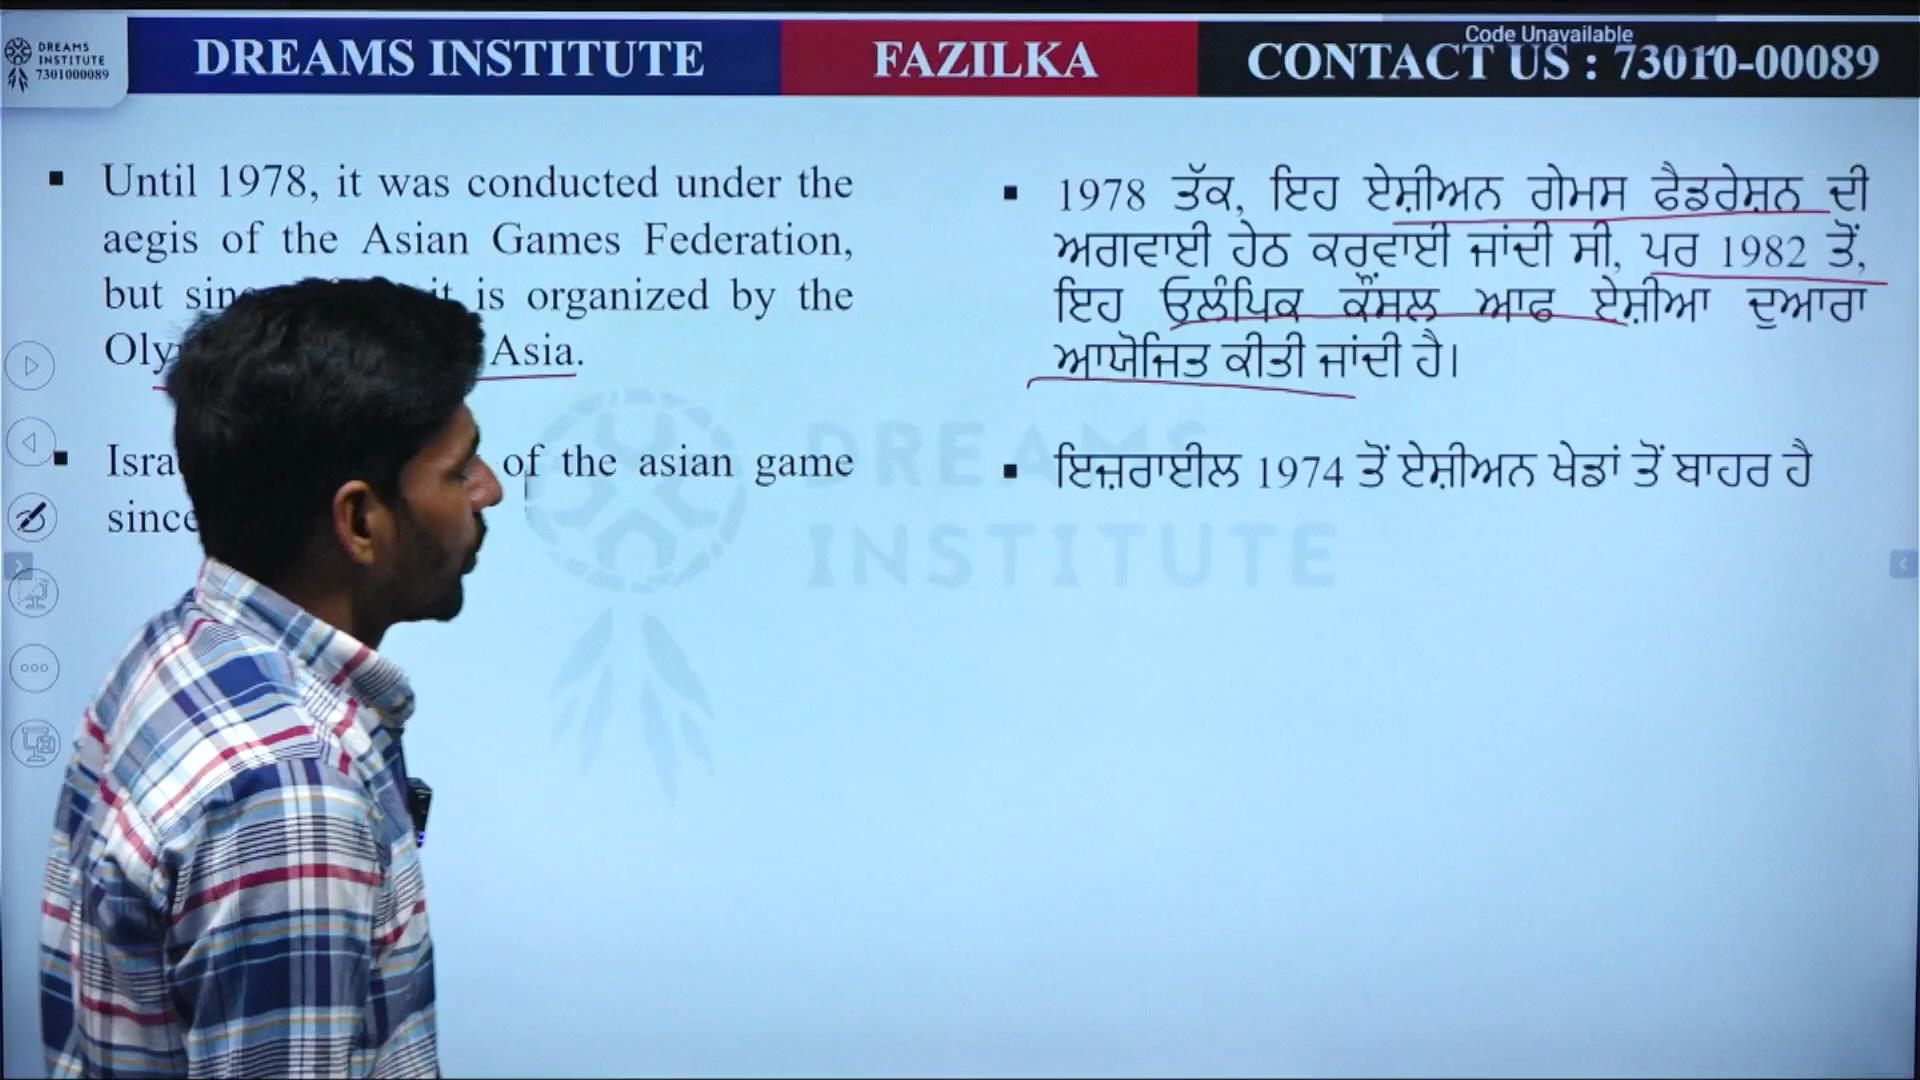 DREAMS
INSTITUTE
7301000089
DREAMS INSTITUTE
FAZILKA
Code Unavailable
CONTACT US : 73010-00089
Until 1978, it was conducted under the
aegis of the Asian Games Federation,
but it is organized by the
Asia.
of the asian game
since
1978 ਤੱਕ, ਇਹ ਏਸ਼ੀਅਨ ਗੇਮਸ ਫੈਡਰੇਸ਼ਨ ਦੀ
ਅਗਵਾਈ ਹੇਠ ਕਰਵਾਈ ਜਾਂਦੀ ਸੀ, ਪਰ 1982 ਤੋਂ,
ਇਹ ਓਲੰਪਿਕ ਕੌਂਸਲ ਆਫ ਏਸ਼ੀਆ ਦੁਆਰਾ
ਆਯੋਜਿਤ ਕੀਤੀ ਜਾਂਦੀ ਹੈ।
ਇਜ਼ਰਾਈਲ 1974 ਤੋਂ ਏਸ਼ੀਅਨ ਖੇਡਾਂ ਤੋਂ ਬਾਹਰ ਹੈ
DREAMS
INSTITUTE